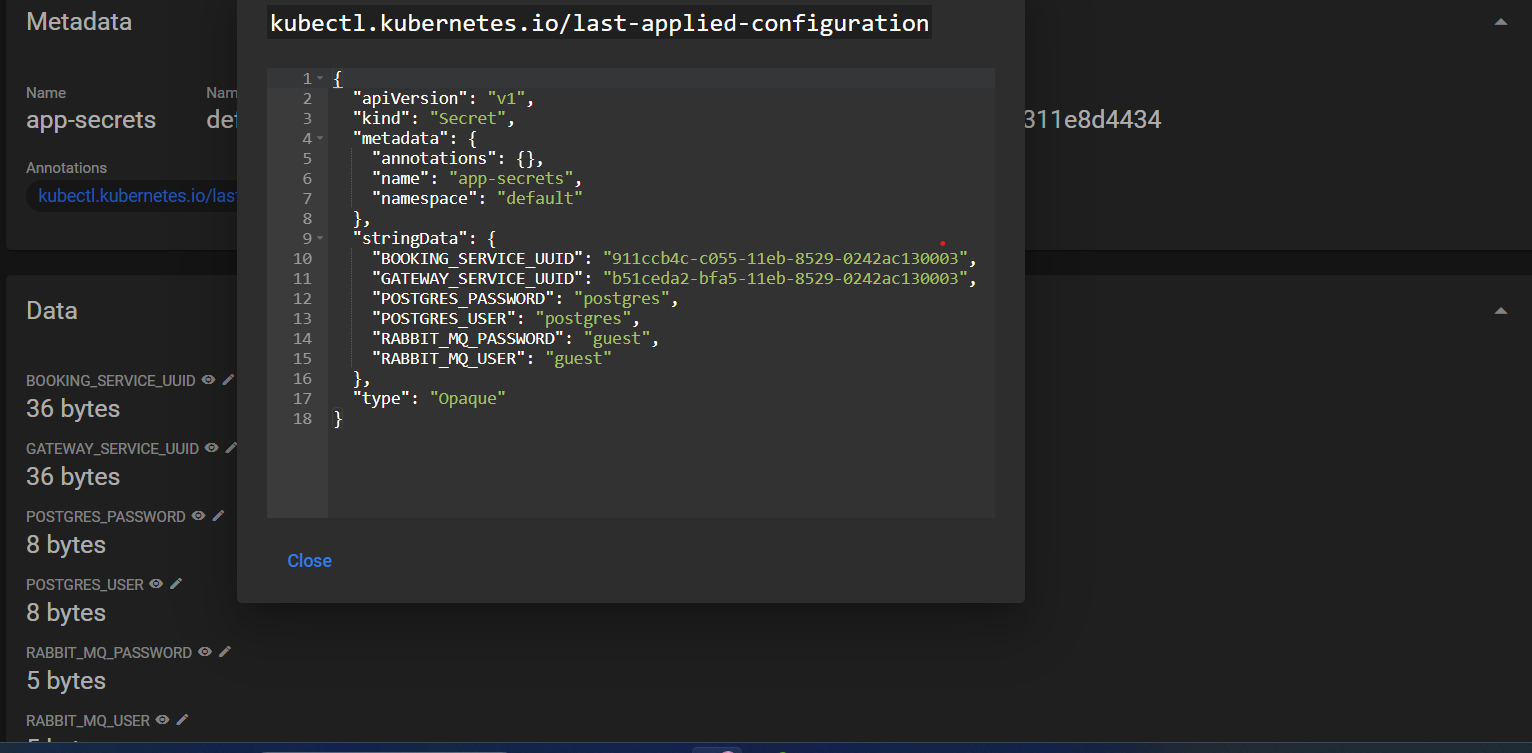 Metadata
kubectl.kubernetes.io/last-applied-configuration
Name
app-secrets
311e8d4434
Annotations
kubectl.kubernetes.io/last
1 {
2 "apiVersion": "v1",
3 "kind": "Secret",
4 "metadata": {
5 "annotations": {},
6 "name": "app-secrets",
7 "namespace": "default"
8 },
9 "stringData": {
10 "BOOKING_SERVICE_UUID": "911ccb4c-c055-11eb-8529-0242ac130003",
11 "GATEWAY_SERVICE_UUID": "b51ceda2-bfa5-11eb-8529-0242ac130003",
12 "POSTGRES_PASSWORD": "postgres",
13 "POSTGRES_USER": "postgres",
14 "RABBIT_MQ_PASSWORD": "guest",
15 "RABBIT_MQ_USER": "guest"
16 },
17 "type": "Opaque"
18 }
Close
Data
BOOKING_SERVICE_UUID
36 bytes
GATEWAY_SERVICE_UUID
36 bytes
POSTGRES_PASSWORD
8 bytes
POSTGRES_USER
8 bytes
RABBIT_MQ_PASSWORD
5 bytes
RABBIT_MQ_USER